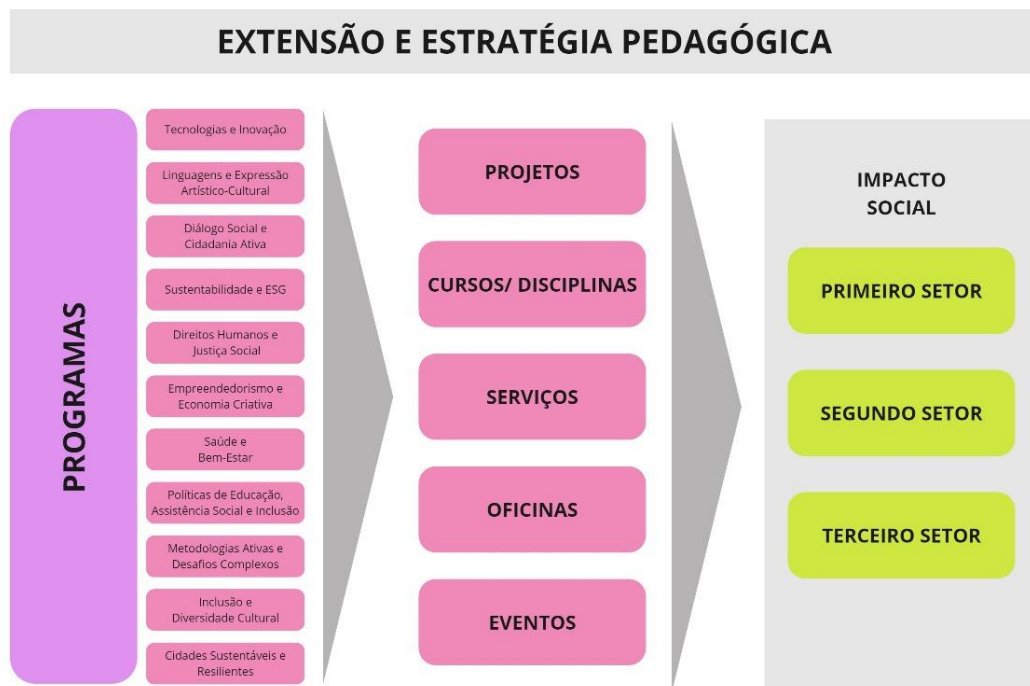 EXTENSÃO E ESTRATÉGIA PEDAGÓGICA
PROGRAMAS
Tecnologias e Inovação
Linguagens e Expressão
Artístico-Cultural
Diálogo Social e
Cidadania Ativa
Sustentabilidade e ESG
Direitos Humanos e
Justiça Social
Empreendedorismo e
Economia Criativa
Saúde e
Bem-Estar
Políticas de Educação,
Assistência Social e Inclusão
Metodologias Ativas e
Desafios Complexos
Inclusão e
Diversidade Cultural
Cidades Sustentáveis e
Resilientes
PROJETOS
CURSOS/ DISCIPLINAS
SERVIÇOS
OFICINAS
EVENTOS
IMPACTO
SOCIAL
PRIMEIRO SETOR
SEGUNDO SETOR
TERCEIRO SETOR